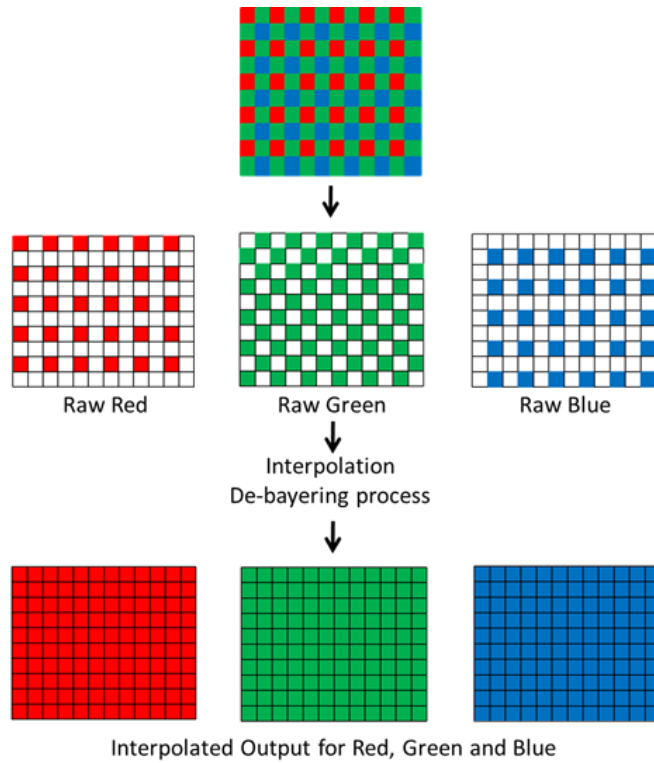 Raw Red
Raw Green
Raw Blue
Interpolation
De-bayering process
Interpolated Output for Red, Green and Blue